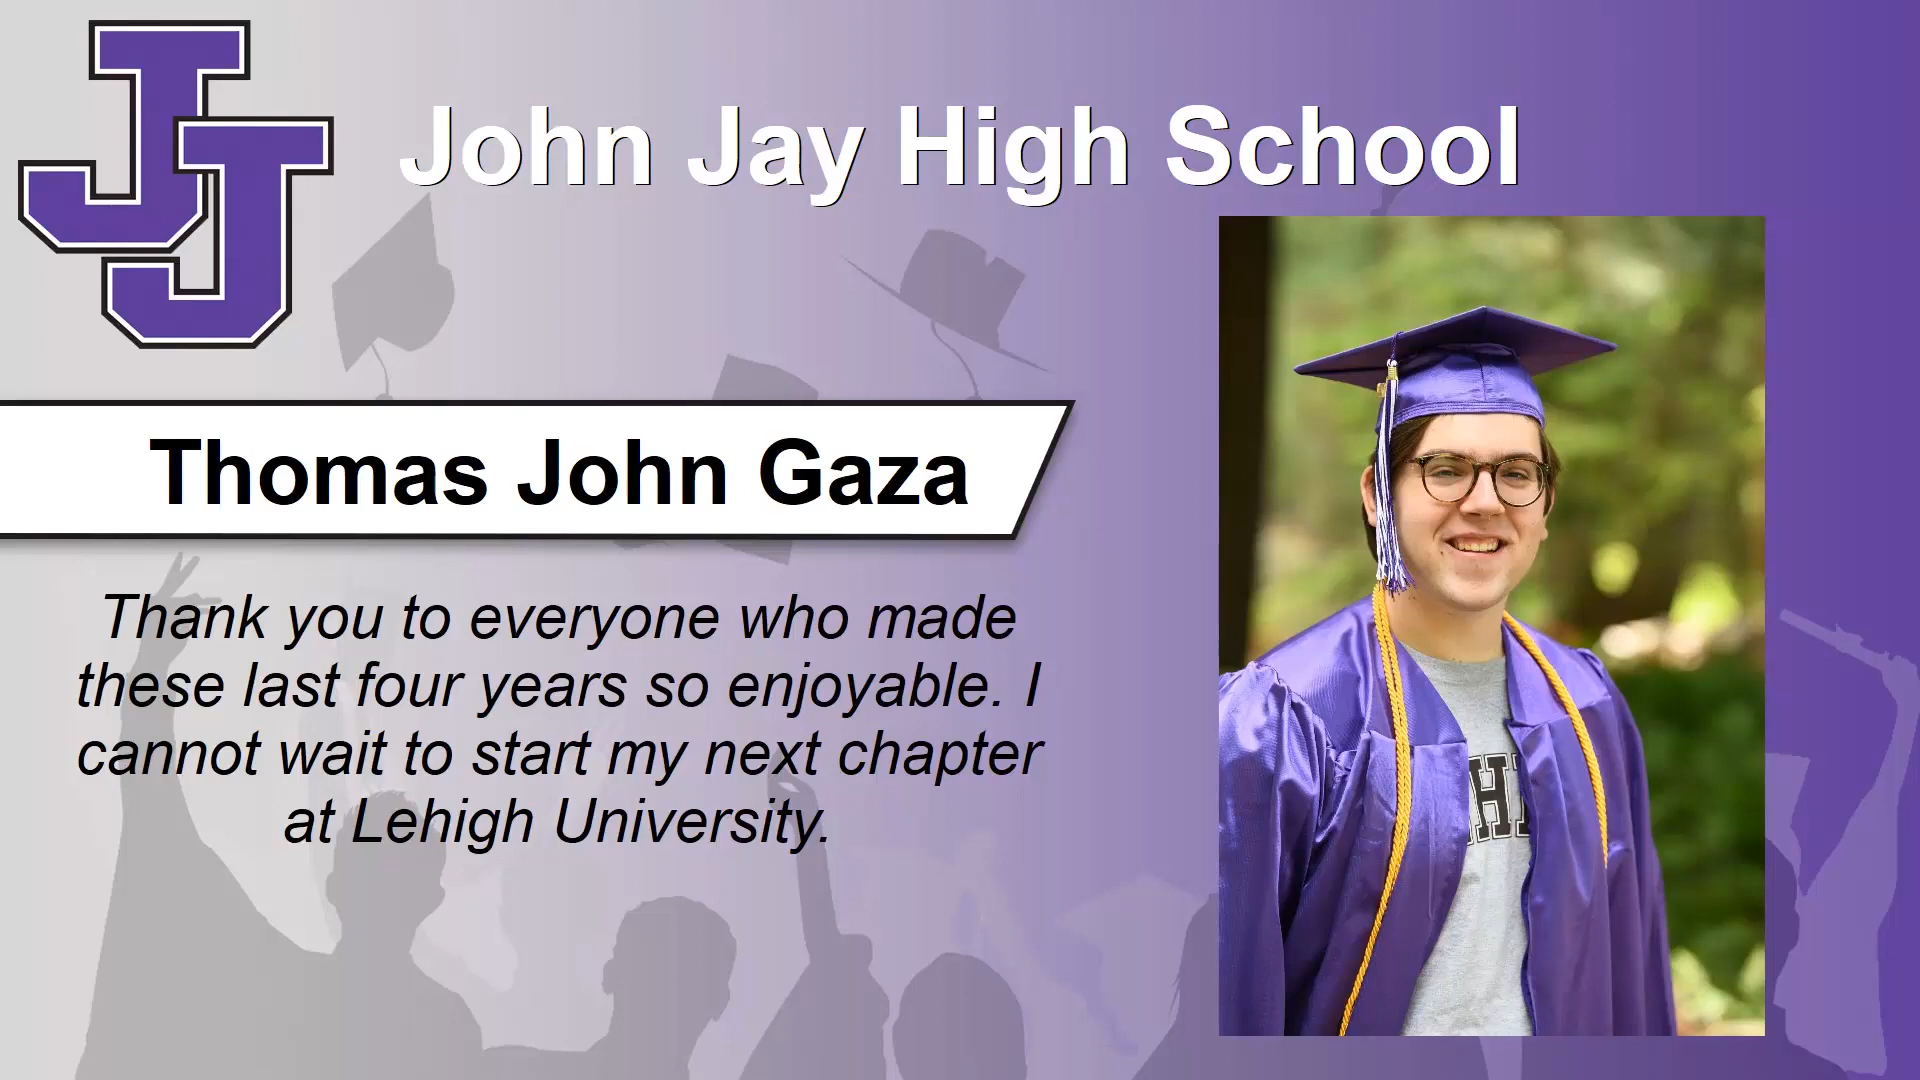 JJ
John Jay High School
Thomas John Gaza
Thank you to everyone who made
these last four years so enjoyable. I
cannot wait to start my next chapter
at Lehigh University.